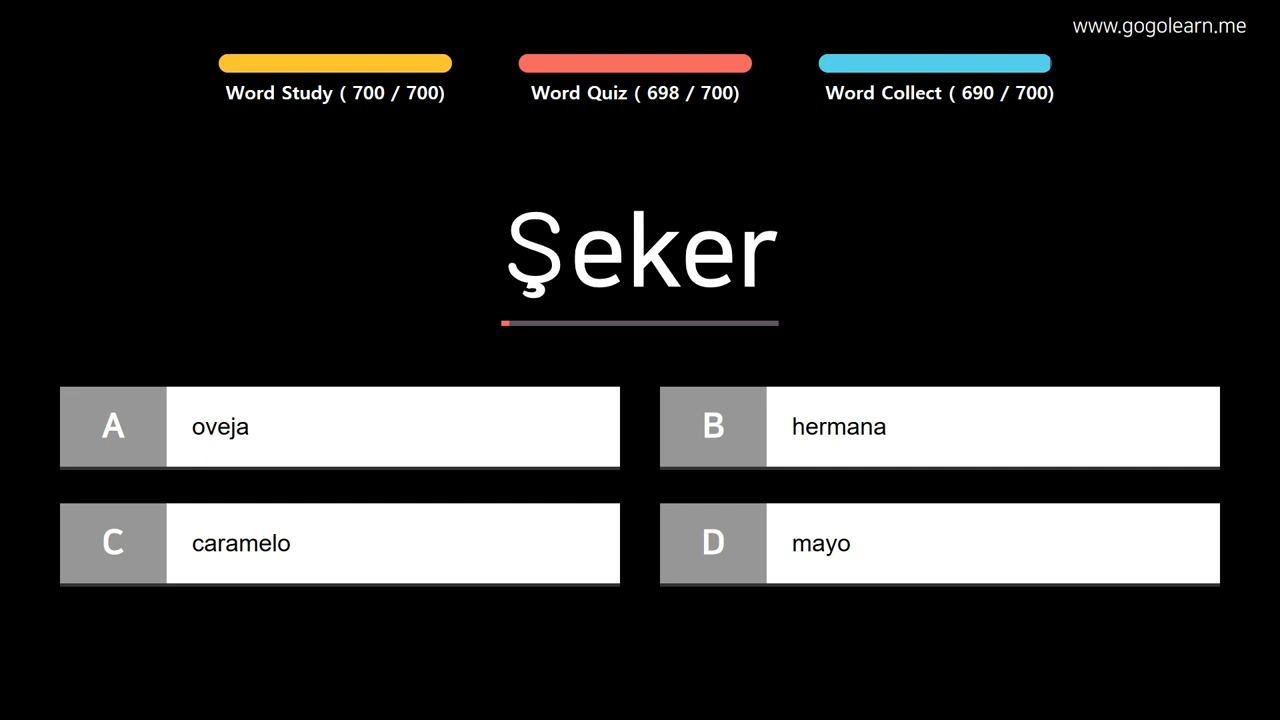 www.gogolearn.me
Word Study ( 700 / 700)
Word Quiz ( 698 / 700)
Word Collect ( 690 / 700)
Şeker
A oveja
B hermana
C caramelo
D mayo